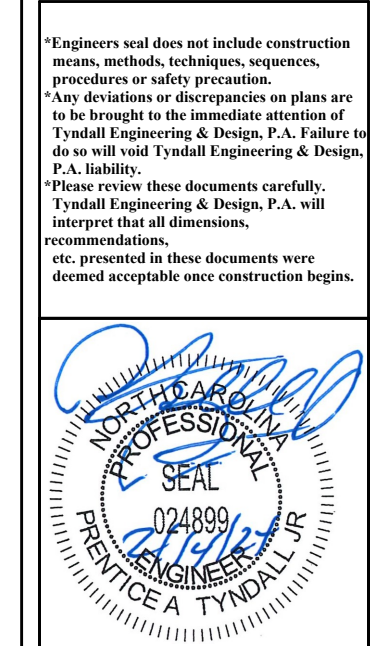 *Engineers seal does not include construction
means, methods, techniques, sequences,
procedures or safety precaution.
*Any deviations or discrepancies on plans are
to be brought to the immediate attention of
Tyndall Engineering & Design, P.A. Failure to
do so will void Tyndall Engineering & Design,
P.A. liability.
*Please review these documents carefully.
Tyndall Engineering & Design, P.A. will
interpret that all dimensions,
recommendations,
etc. presented in these documents were
deemed acceptable once construction begins.
NORTH CAROLINA
PROFESSIONAL
SEAL
024899
ENGINEER
PRENTICE A TYNDALL JR